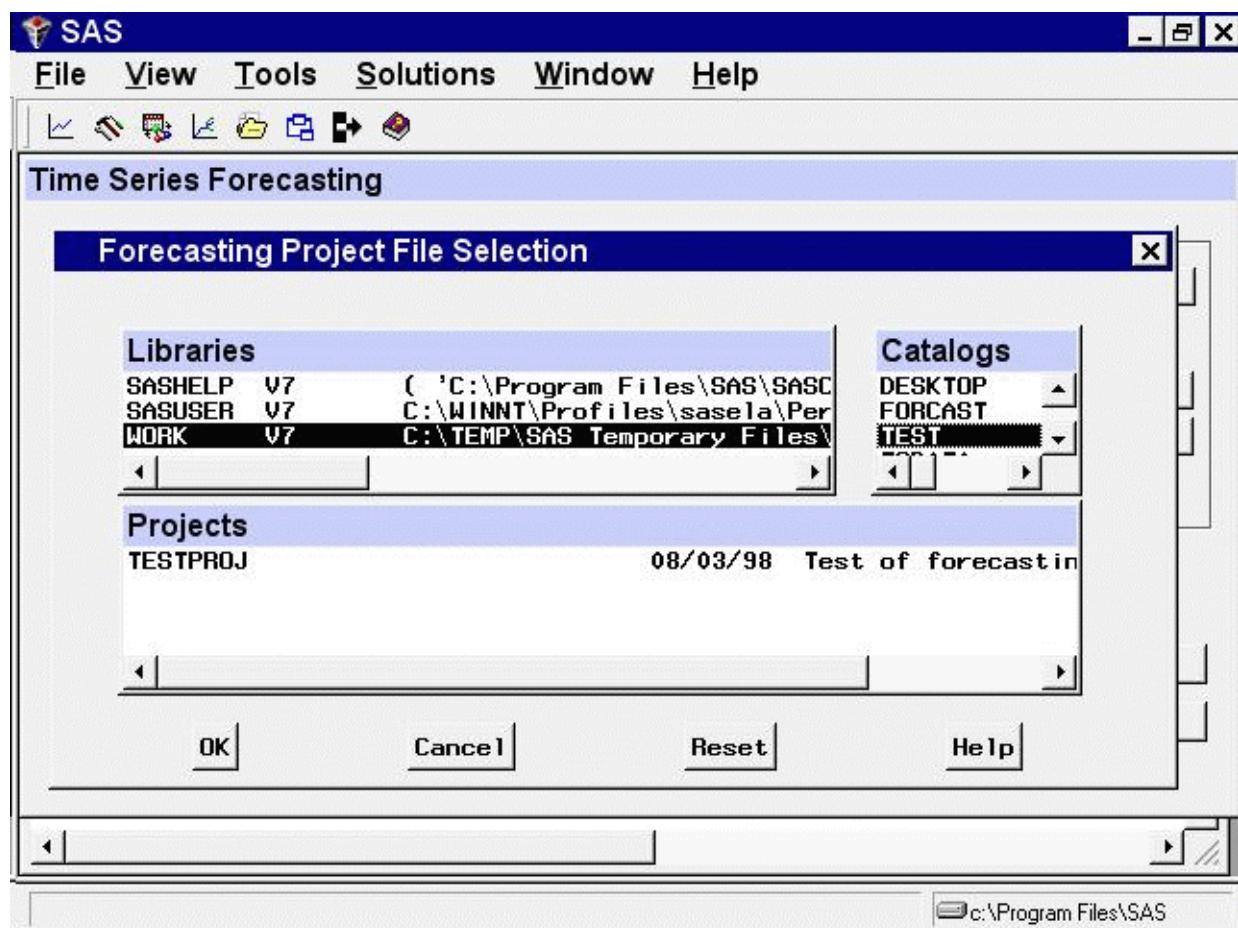 SAS
File View Tools Solutions Window Help
Time Series Forecasting
Forecasting Project File Selection
Libraries
SASHELP V7 ( 'C:\Program Files\SAS\SASC
SASUSER V7 C:\WINNT\Profiles\sasela\Per
WORK V7 C:\TEMP\SAS Temporary Files\
Catalogs
DESKTOP
FORCAST
TEST
Projects
TESTPROJ 08/03/98 Test of forecastin
OK Cancel Reset Help
c:\Program Files\SAS